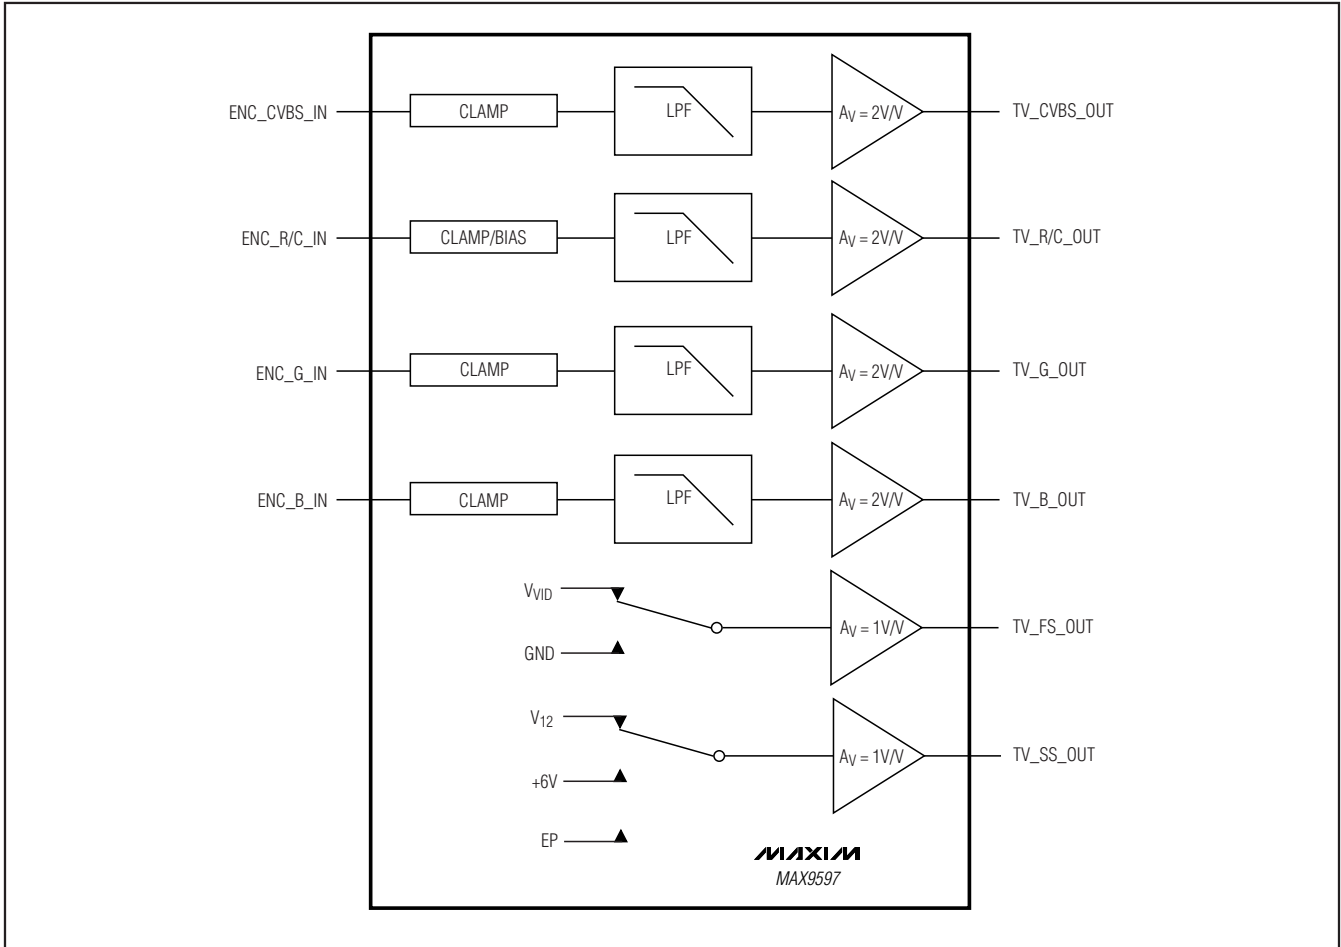 ENC_CVBS_IN CLAMP LPF AV = 2V/V TV_CVBS_OUT
ENC_R/C_IN CLAMP/BIAS LPF AV = 2V/V TV_R/C_OUT
ENC_G_IN CLAMP LPF AV = 2V/V TV_G_OUT
ENC_B_IN CLAMP LPF AV = 2V/V TV_B_OUT
VVID
GND
AV = 1V/V TV_FS_OUT
V12
+6V
EP
AV = 1V/V TV_SS_OUT
MAXIM
MAX9597